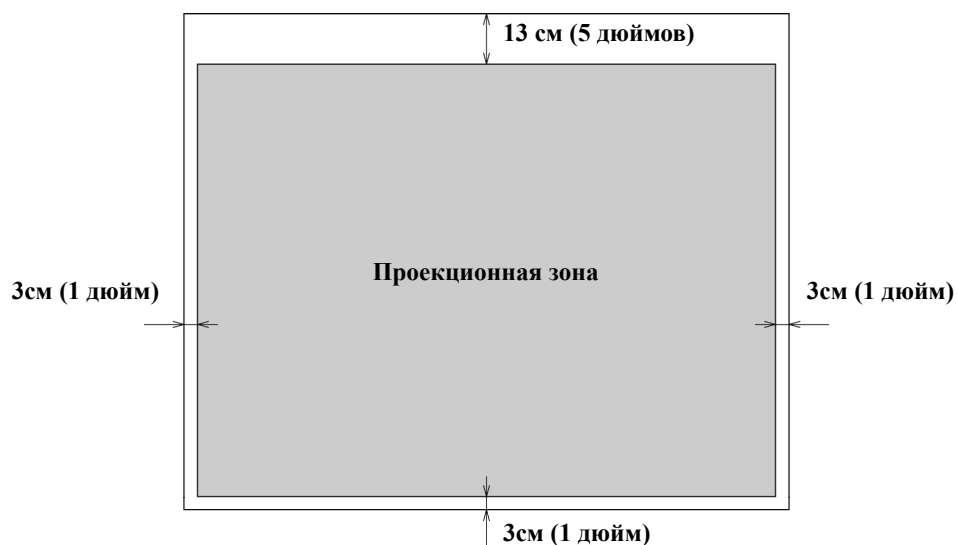 13 см (5 дюймов)
Проекционная зона
3см (1 дюйм)
3см (1 дюйм)
3см (1 дюйм)